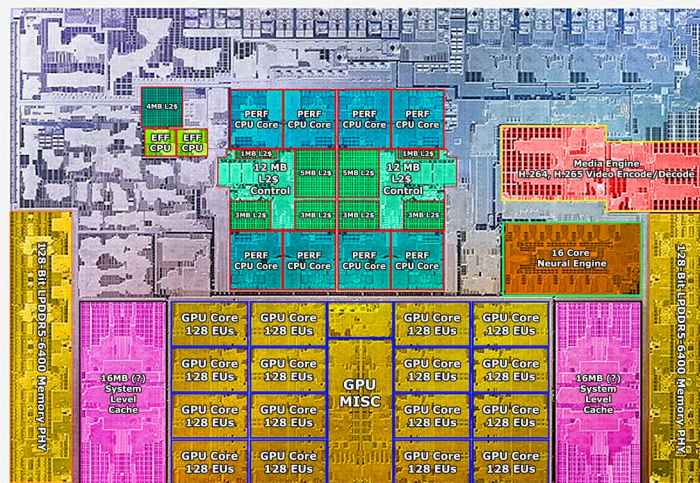 4MB L2$
EFF
CPU
EFF
CPU
PERF
CPU Core
PERF
CPU Core
PERF
CPU Core
PERF
CPU Core
1MB L2$
12 MB
L2$
Control
5MB L2$
5MB L2$
1MB L2$
12 MB
L2$
Control
3MB L2$
3MB L2$
3MB L2$
3MB L2$
PERF
CPU Core
PERF
CPU Core
PERF
CPU Core
PERF
CPU Core
Media Engine
H.264, H.265 Video Encode/Decode
16 Core
Neural Engine
128-Bit LPDDR5-6400 Memory PHY
128-Bit LPDDR5-6400 Memory PHY
16MB (?)
System
Level
Cache
GPU Core
128 EUs
GPU Core
128 EUs
GPU Core
128 EUs
GPU Core
128 EUs
GPU Core
128 EUs
GPU Core
128 EUs
GPU Core
128 EUs
GPU Core
128 EUs
GPU
MISC
GPU Core
128 EUs
GPU Core
128 EUs
GPU Core
128 EUs
GPU Core
128 EUs
GPU Core
128 EUs
GPU Core
128 EUs
GPU Core
128 EUs
GPU Core
128 EUs
16MB (?)
System
Level
Cache